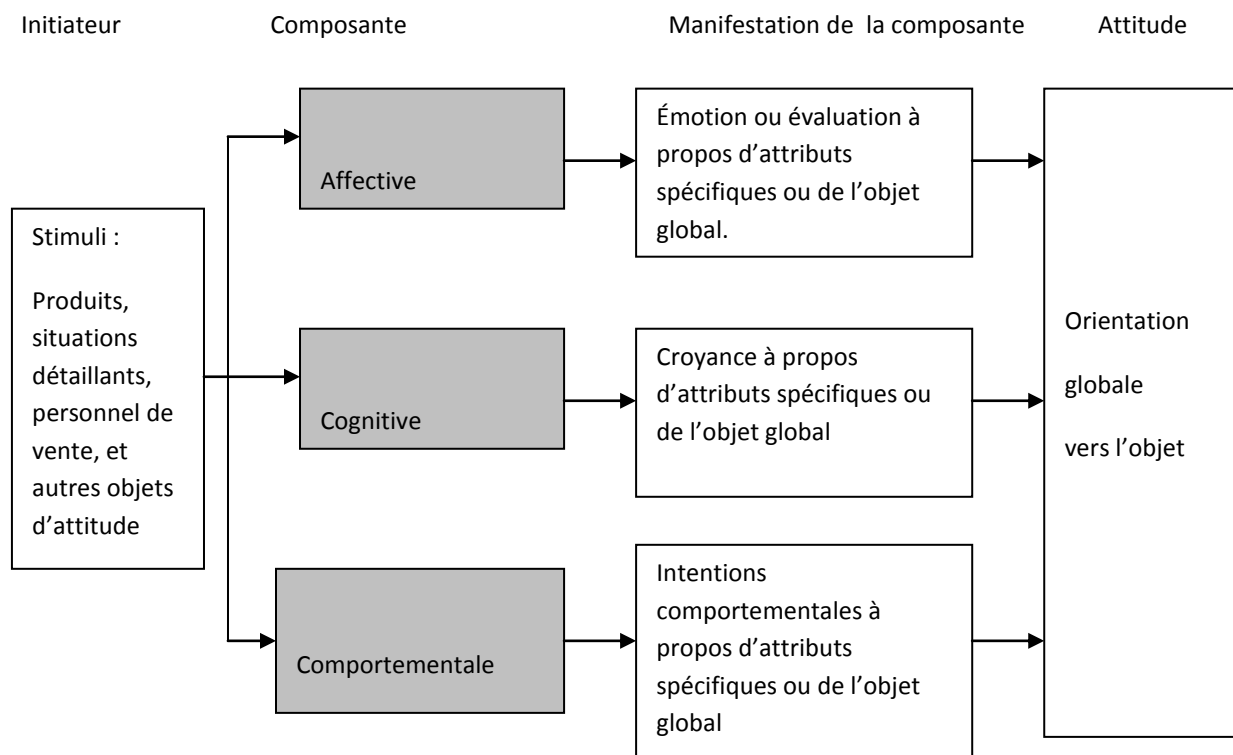 Initiateur
Composante
Manifestation de la composante
Attitude
Stimuli :
Produits,
situations
détaillants,
personnel de
vente, et
autres objets
d’attitude
Affective
Émotion ou évaluation à
propos d’attributs
spécifiques ou de l’objet
global.
Cognitive
Croyance à propos
d’attributs spécifiques ou
de l’objet global
Comportementale
Intentions
comportementales à
propos d’attributs
spécifiques ou de l’objet
global
Orientation
globale
vers l’objet